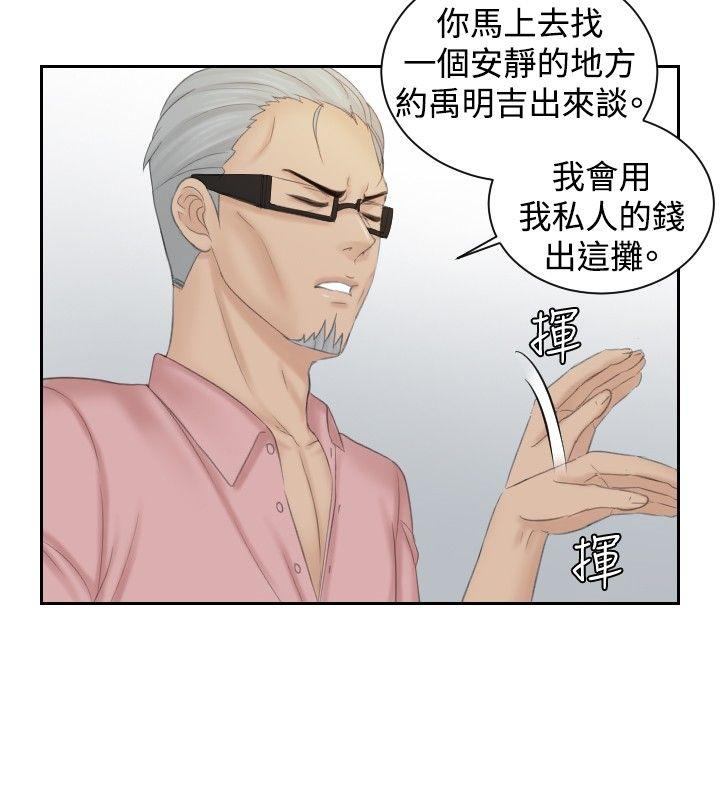 你馬上去找
一個安靜的地方
約禹明吉出來談。
我會用
我私人的錢
出這攤。
揮
揮